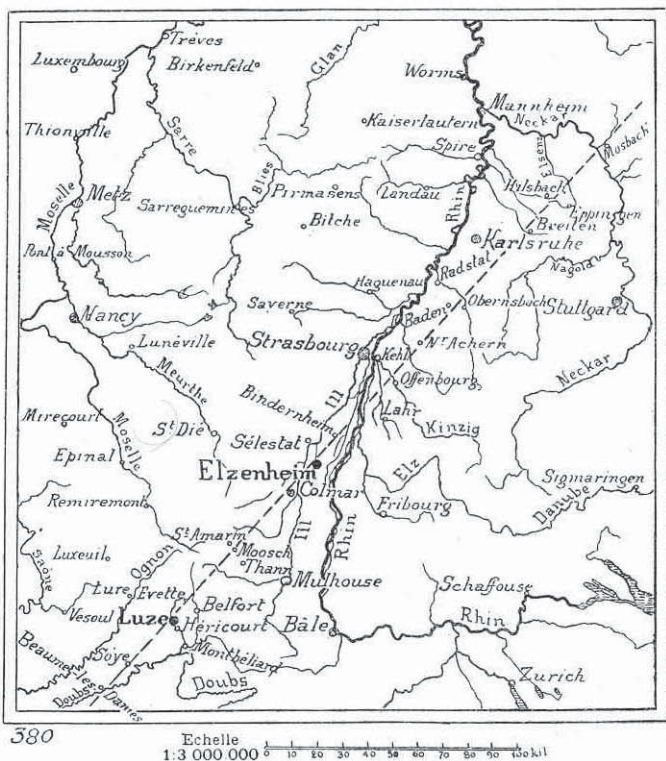 Trèves
Luxembourg
Birkenfeld
Glan
Worms
Mannheim
Neckar
Kaiserlautern
Thionville
Sarre
Spire
Mosbach
Elsenz
Blies
Moselle
Metz
Pirmasens
Landau
Hilsbach
Eppingen
Sarreguemines
Rhin
Bretten
Bitche
Karlsruhe
Pont à Mousson
Radstat
Nagold
Haguenau
Nancy
Saverne
Baden
Obernsbach
Stuttgard
Lunéville
Strasbourg
Kehl
Nr Achern
Meurthe
Offenbourg
Neckar
Bindernheim
Ill
Lahr
Mirecourt
Moselle
St Dié
Kinzig
Sélestat
Epinal
Elzenheim
Elz
Sigmaringen
Colmar
Danube
Remiremont
Fribourg
St Amarin
Ill
Rhin
Moosch
Luxeuil
Ognon
Thann
Saône
Mulhouse
Schaffouse
Lure
Evette
Belfort
Vesoul
Luze
Héricourt
Bâle
Rhin
Montbéliard
Beaume-les-Dames
Soye
Doubs
Doubs
Zurich
380
Echelle
1:3 000 000
0 10 20 30 40 50 60 70 80 90 100 kil